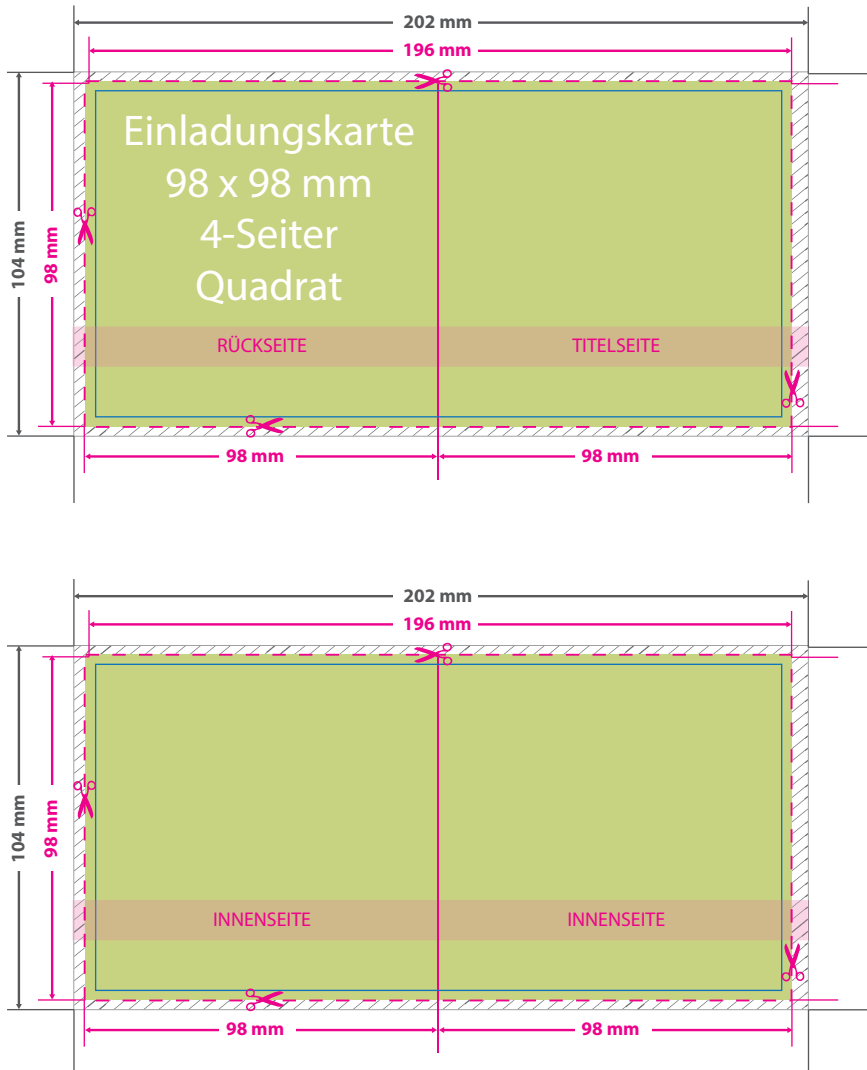 202 mm
196 mm
104 mm
98 mm
Einladungskarte
98 x 98 mm
4-Seiter
Quadrat
RÜCKSEITE
TITELSEITE
98 mm
98 mm
202 mm
196 mm
104 mm
98 mm
INNENSEITE
INNENSEITE
98 mm
98 mm